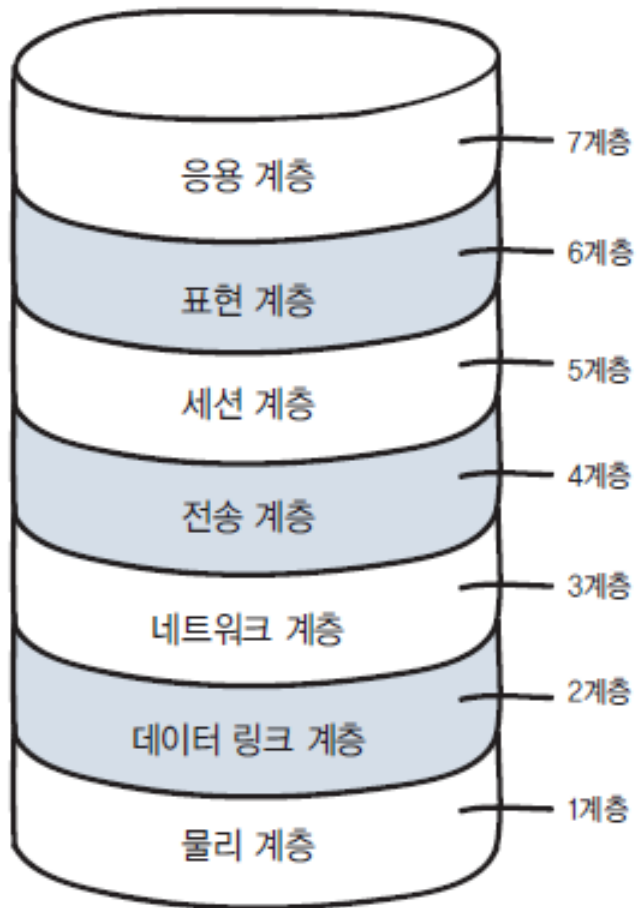 응용 계층
7계층
표현 계층
6계층
세션 계층
5계층
전송 계층
4계층
네트워크 계층
3계층
데이터 링크 계층
2계층
물리 계층
1계층